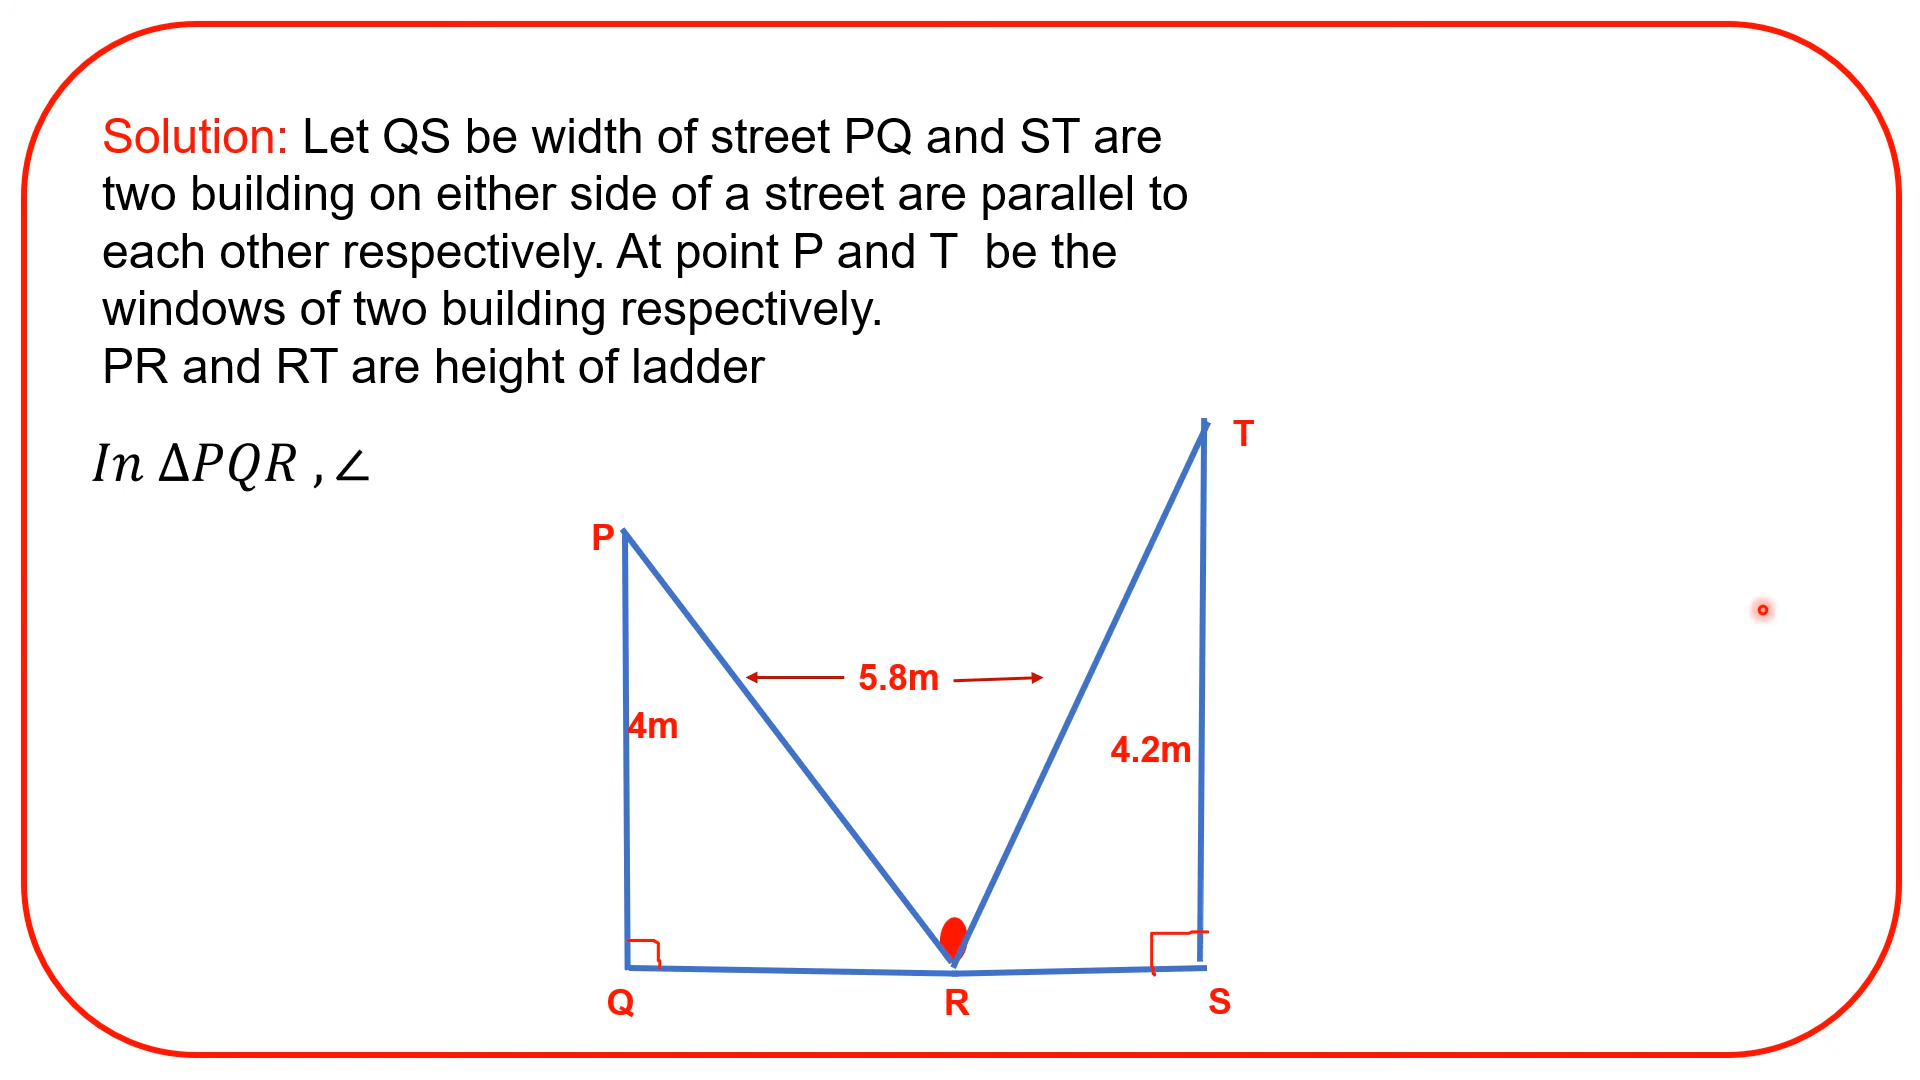 Solution: Let QS be width of street PQ and ST are
two building on either side of a street are parallel to
each other respectively. At point P and T  be the
windows of two building respectively.
PR and RT are height of ladder
In ΔPQR ,∠
T
P
5.8m
4m
4.2m
Q
R
S